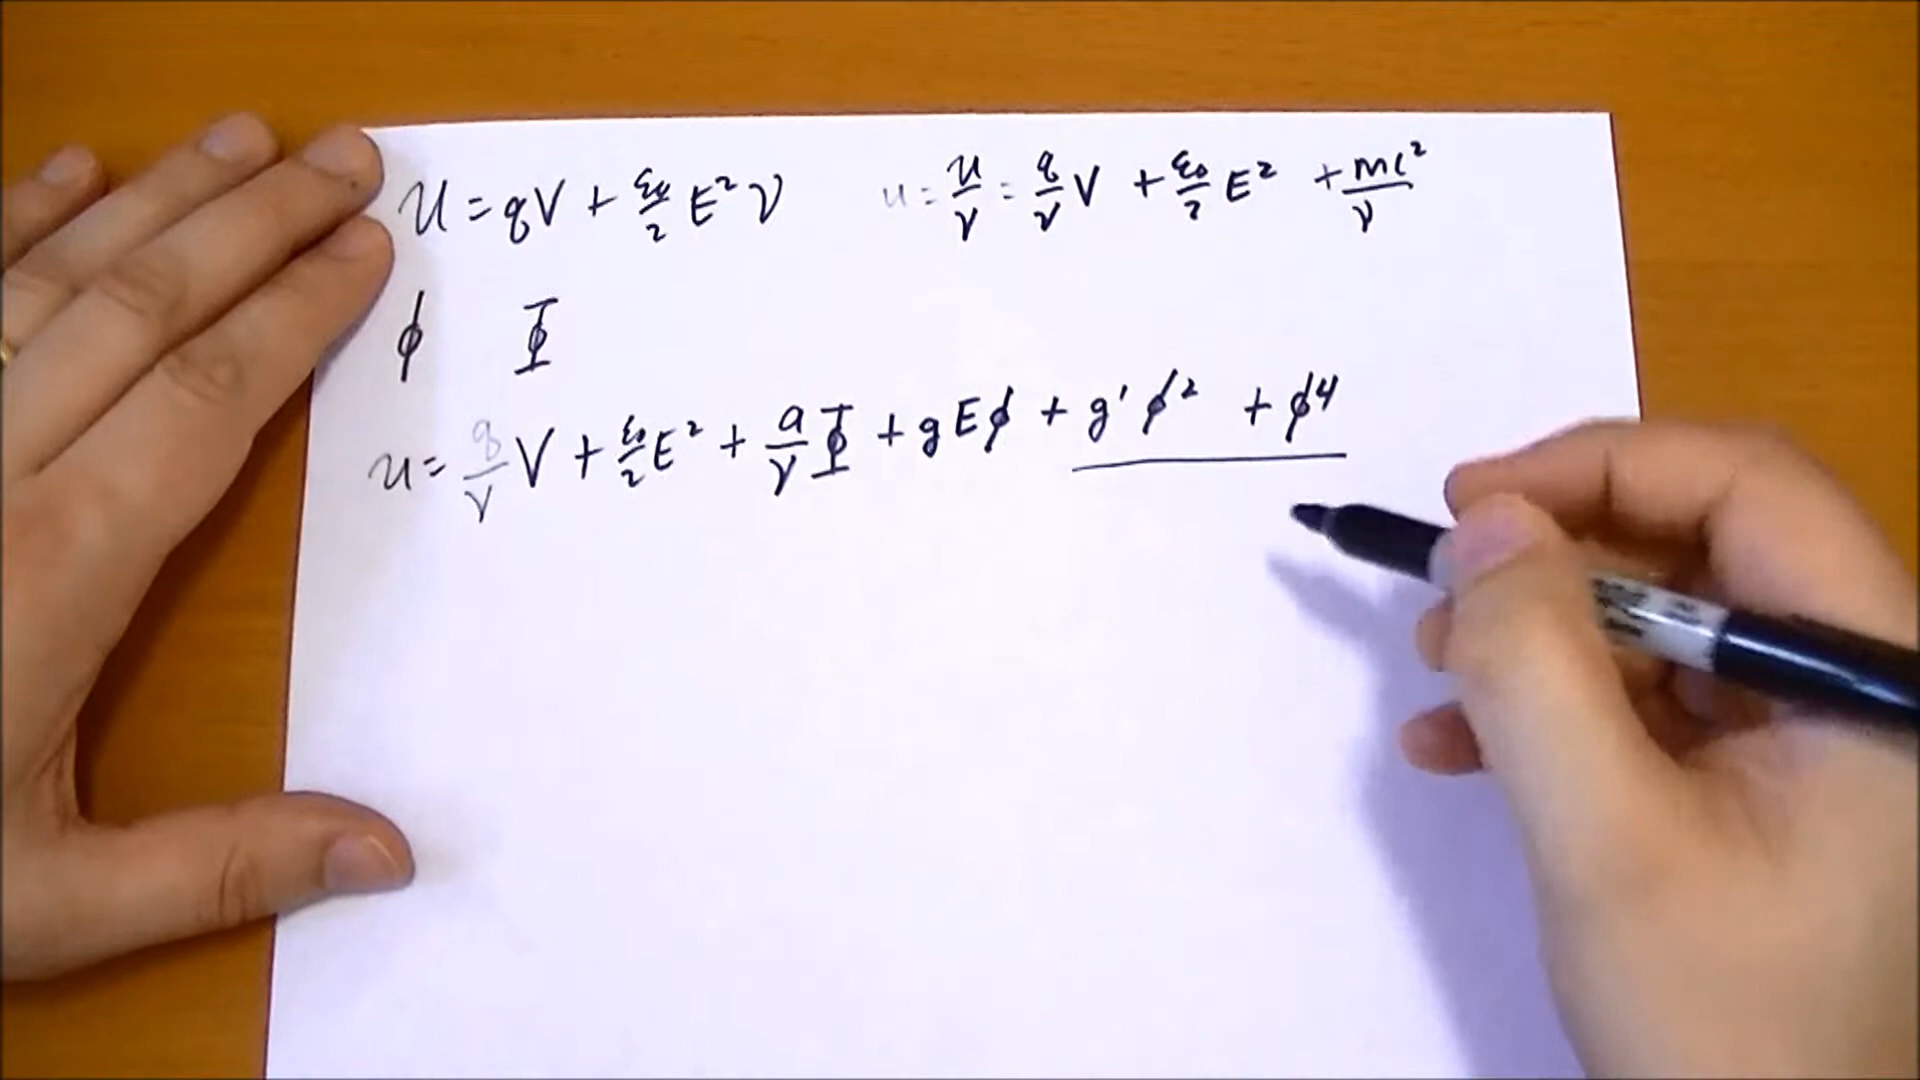 U = qV + ε₀/2 E² 𝒱    u = U/𝒱 = q/𝒱 V + ε₀/2 E² + mc²/𝒱
ϕ Φ
u = q/𝒱 V + ε₀/2 E² + a/𝒱 Φ + gEϕ + g'ϕ² + ϕ4